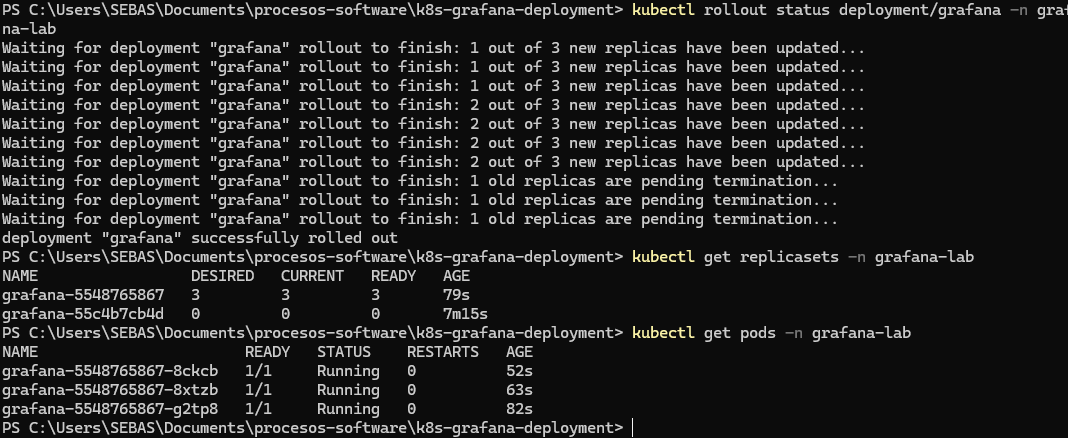 PS C:\Users\SEBAS\Documents\procesos-software\k8s-grafana-deployment> kubectl rollout status deployment/grafana -n grafa
na-lab
Waiting for deployment "grafana" rollout to finish: 1 out of 3 new replicas have been updated...
Waiting for deployment "grafana" rollout to finish: 1 out of 3 new replicas have been updated...
Waiting for deployment "grafana" rollout to finish: 1 out of 3 new replicas have been updated...
Waiting for deployment "grafana" rollout to finish: 2 out of 3 new replicas have been updated...
Waiting for deployment "grafana" rollout to finish: 2 out of 3 new replicas have been updated...
Waiting for deployment "grafana" rollout to finish: 2 out of 3 new replicas have been updated...
Waiting for deployment "grafana" rollout to finish: 2 out of 3 new replicas have been updated...
Waiting for deployment "grafana" rollout to finish: 1 old replicas are pending termination...
Waiting for deployment "grafana" rollout to finish: 1 old replicas are pending termination...
Waiting for deployment "grafana" rollout to finish: 1 old replicas are pending termination...
deployment "grafana" successfully rolled out
PS C:\Users\SEBAS\Documents\procesos-software\k8s-grafana-deployment> kubectl get replicasets -n grafana-lab
NAME DESIRED CURRENT READY AGE
grafana-5548765867 3 3 3 79s
grafana-55c4b7cb4d 0 0 0 7m15s
PS C:\Users\SEBAS\Documents\procesos-software\k8s-grafana-deployment> kubectl get pods -n grafana-lab
NAME READY STATUS RESTARTS AGE
grafana-5548765867-8ckcb 1/1 Running 0 52s
grafana-5548765867-8xtzb 1/1 Running 0 63s
grafana-5548765867-g2tp8 1/1 Running 0 82s
PS C:\Users\SEBAS\Documents\procesos-software\k8s-grafana-deployment>